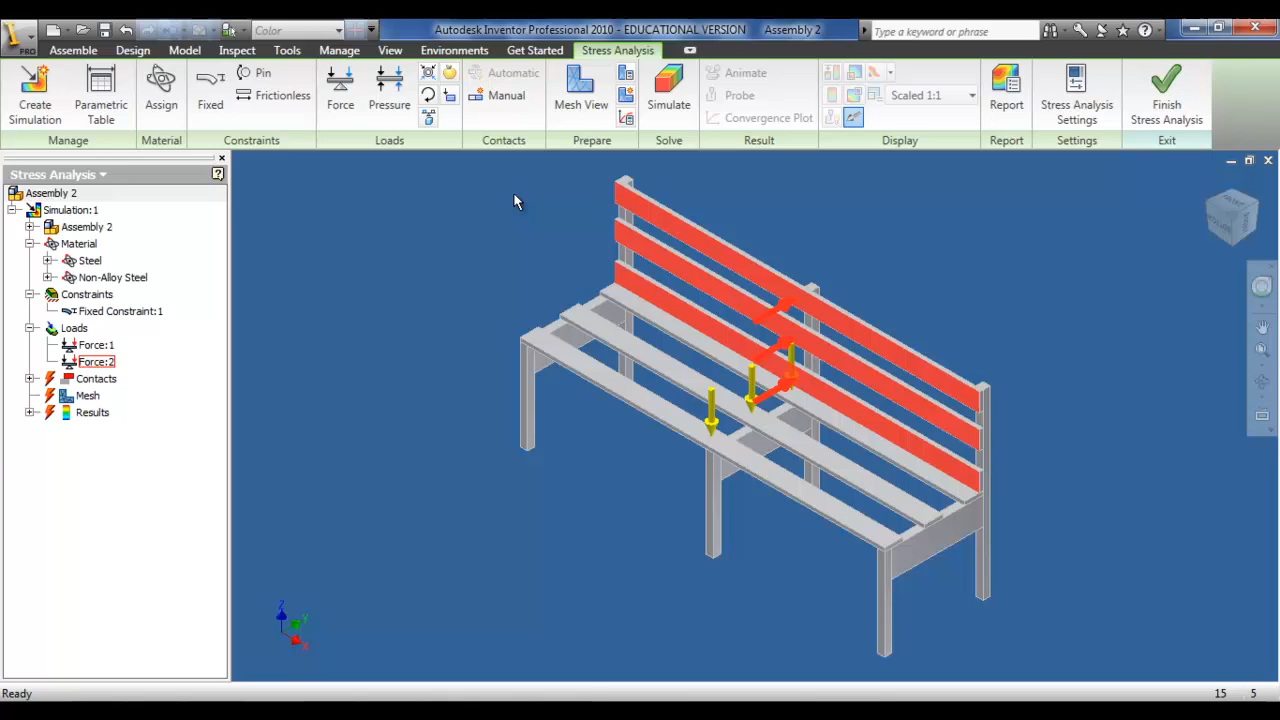 Color
Autodesk Inventor Professional 2010 - EDUCATIONAL VERSION Assembly 2
Type a keyword or phrase
PRO
Assembly Design Model Inspect Tools Manage View Environments Get Started Stress Analysis
Create Simulation
Parametric Table
Assign
Fixed
Pin
Frictionless
Force
Pressure
Automatic
Manual
Mesh View
Simulate
Animate
Probe
Convergence Plot
Scaled 1:1
Report
Stress Analysis Settings
Finish Stress Analysis
Manage Material Constraints Loads Contacts Prepare Solve Result Display Report Settings Exit
Stress Analysis
Assembly 2
Simulation:1
Assembly 2
Material
Steel
Non-Alloy Steel
Constraints
Fixed Constraint:1
Loads
Force:1
Force:2
Contacts
Mesh
Results
Z
Y
X
Ready 15 5